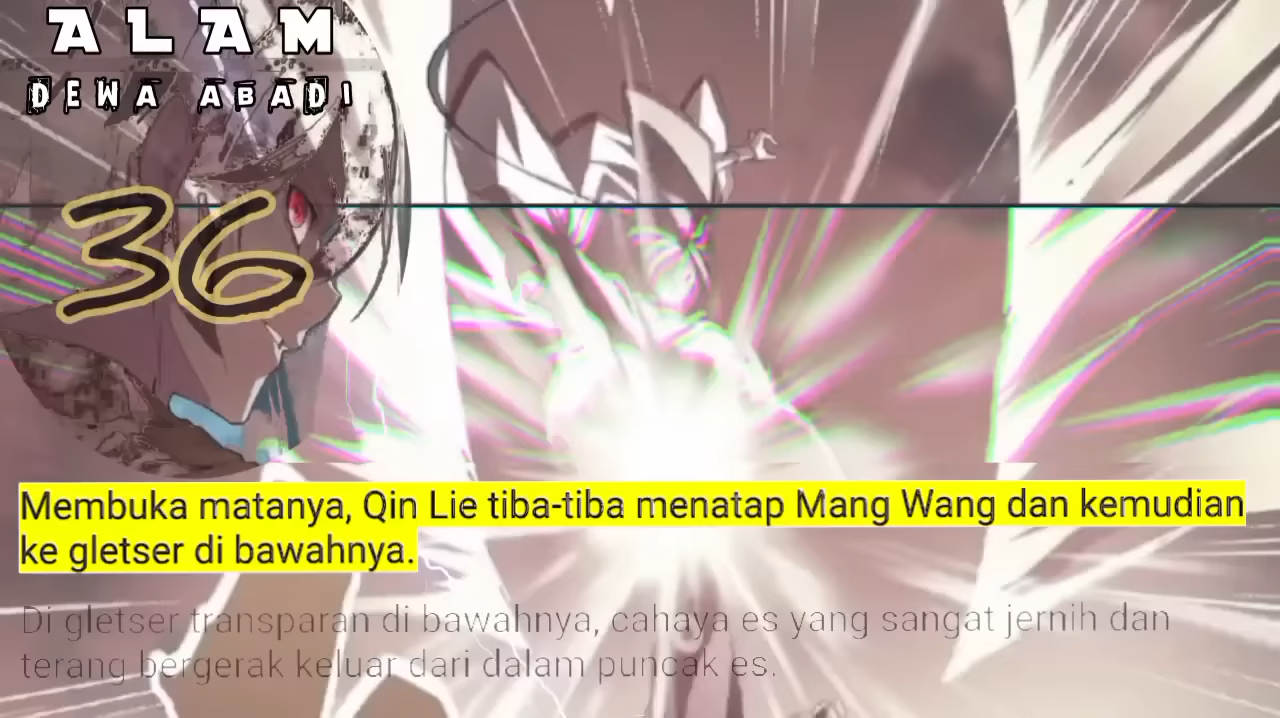 ALAM
DEWA ABADI
36
Membuka matanya, Qin Lie tiba-tiba menatap Mang Wang dan kemudian
ke gletser di bawahnya.
Di gletser transparan di bawahnya, cahaya es yang sangat jernih dan
terang bergerak keluar dari dalam puncak es.